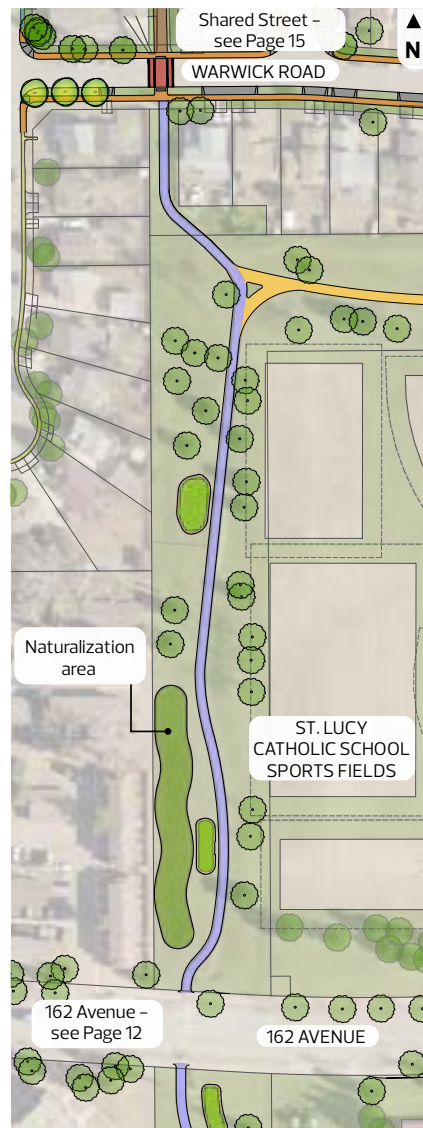 Shared Street –
see Page 15
▲
N
WARWICK ROAD
Naturalization
area
ST. LUCY
CATHOLIC SCHOOL
SPORTS FIELDS
162 Avenue –
see Page 12
162 AVENUE